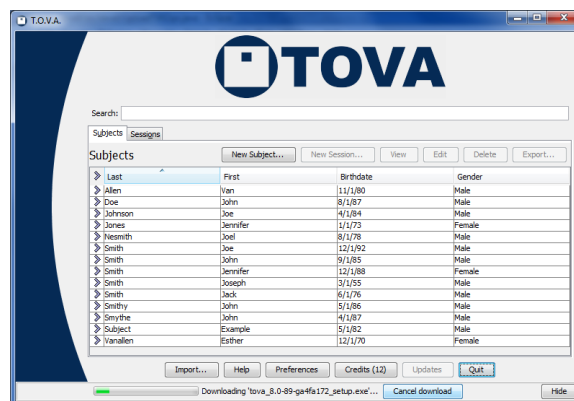 T.O.V.A.
TOVA
Search:
Subjects Sessions
Subjects New Subject... New Session... View Edit Delete Export...
Last First Birthdate Gender
Allen Van 11/1/80 Male
Doe John 8/1/87 Male
Johnson Joe 4/1/84 Male
Jones Jennifer 1/1/73 Female
Nesmith Joel 8/1/78 Male
Smith Joe 12/1/92 Male
Smith John 9/1/85 Male
Smith Jennifer 12/1/88 Female
Smith Joseph 3/1/55 Male
Smith Jack 6/1/76 Male
Smithy John 5/1/86 Male
Smythe John 4/1/87 Male
Subject Example 5/1/82 Male
Vanallen Esther 12/1/70 Female
Import... Help Preferences Credits (12) Updates Quit
Downloading 'tova_8.0-89-ga4fa172_setup.exe'... Cancel download Hide